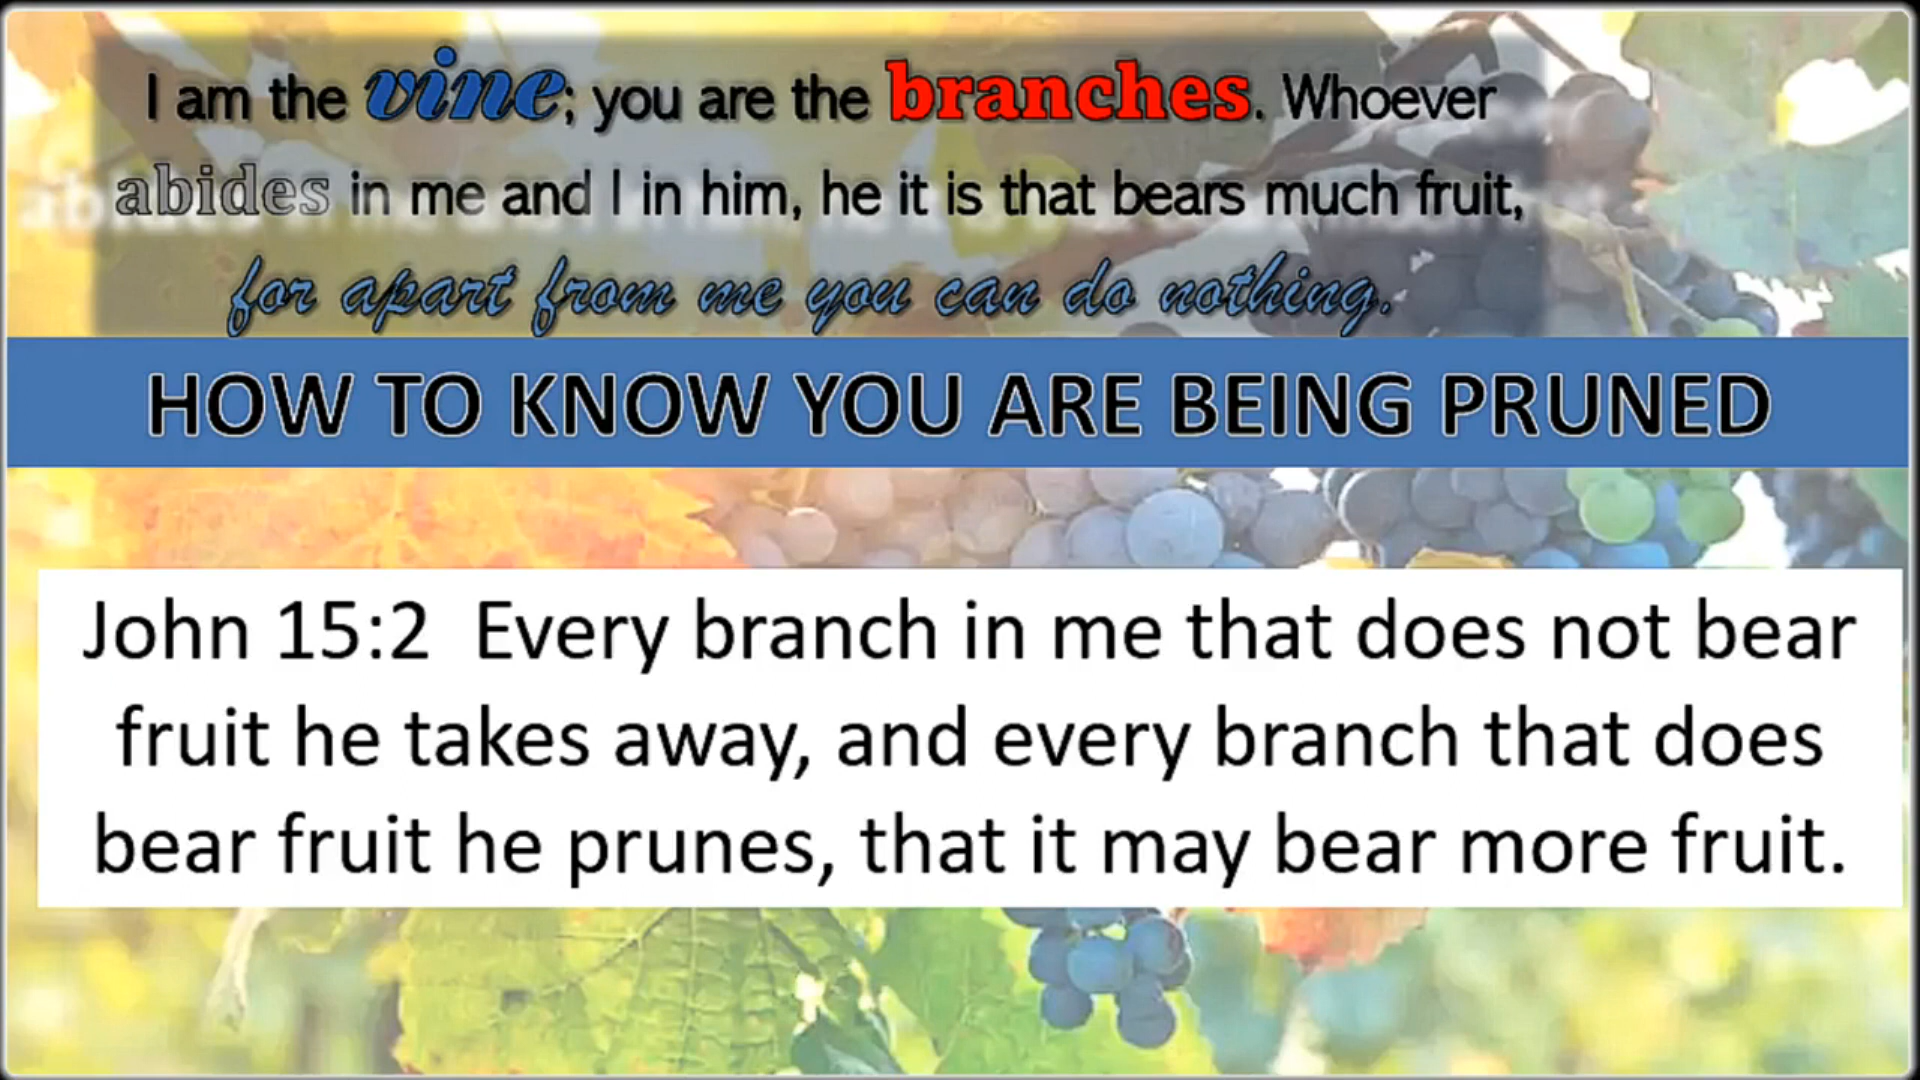 I am the vine; you are the branches. Whoever
abides in me and I in him, he it is that bears much fruit,
for apart from me you can do nothing.
HOW TO KNOW YOU ARE BEING PRUNED
John 15:2  Every branch in me that does not bear
fruit he takes away, and every branch that does
bear fruit he prunes, that it may bear more fruit.